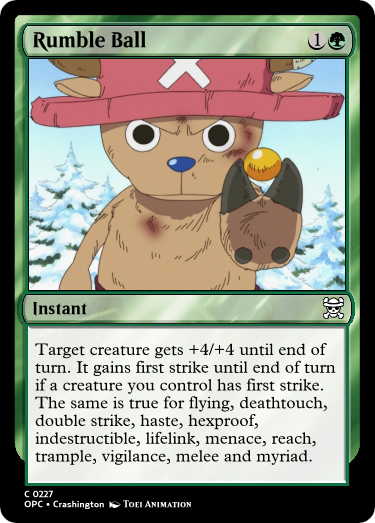 Rumble Ball 1
Instant
Target creature gets +4/+4 until end of
turn. It gains first strike until end of turn
if a creature you control has first strike.
The same is true for flying, deathtouch,
double strike, haste, hexproof,
indestructible, lifelink, menace, reach,
trample, vigilance, melee and myriad.
C 0227
OPC • Crashington TOEI ANIMATION